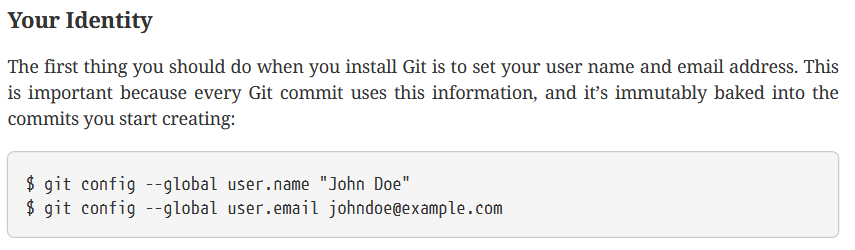 Your Identity
The first thing you should do when you install Git is to set your user name and email address. This
is important because every Git commit uses this information, and it’s immutably baked into the
commits you start creating:
$ git config --global user.name "John Doe"
$ git config --global user.email johndoe@example.com